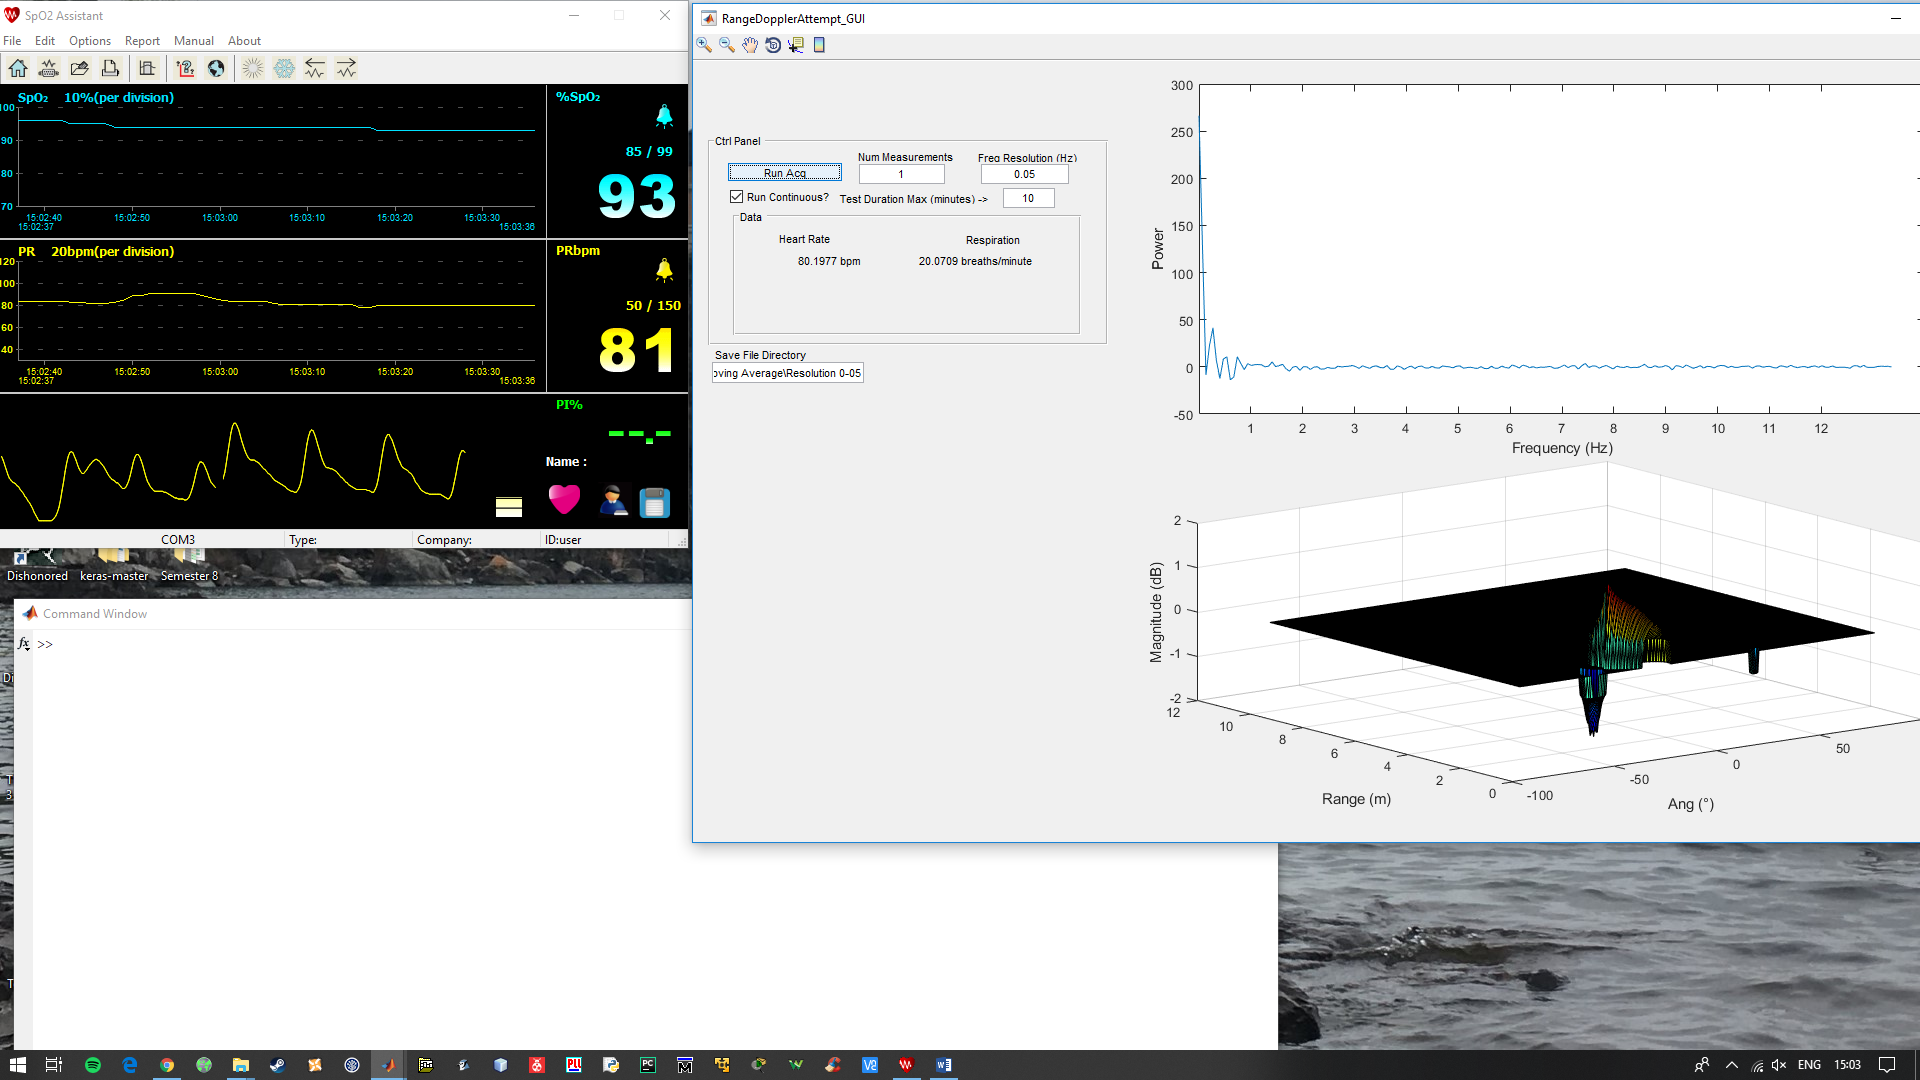 SpO2 Assistant
File Edit Options Report Manual About
SpO₂ 10%(per division)
100
90
80
70
15:02:40 15:02:50 15:03:00 15:03:10 15:03:20 15:03:30
15:02:37 15:03:36
%SpO₂
85 / 99
93
PR 20bpm(per division)
120
100
80
60
40
15:02:40 15:02:50 15:03:00 15:03:10 15:03:20 15:03:30
15:02:37 15:03:36
PRbpm
50 / 150
81
PI%
--.-
Name :
COM3 Type: Company: ID:user
Dishonored keras-master Semester 8
Command Window
fx >>
RangeDopplerAttempt_GUI
Ctrl Panel
Num Measurements Freq Resolution (Hz)
Run Acq 1 0.05
Run Continuous? Test Duration Max (minutes) -> 10
Data
Heart Rate Respiration
80.1977 bpm 20.0709 breaths/minute
Save File Directory
oving Average\Resolution 0-05
300
250
200
150
100
50
0
-50
Power
1 2 3 4 5 6 7 8 9 10 11 12
Frequency (Hz)
2
1
0
-1
-2
Magnitude (dB)
12 10 8 6 4 2 0
Range (m)
-100 -50 0 50
Ang (°)
ENG 15:03